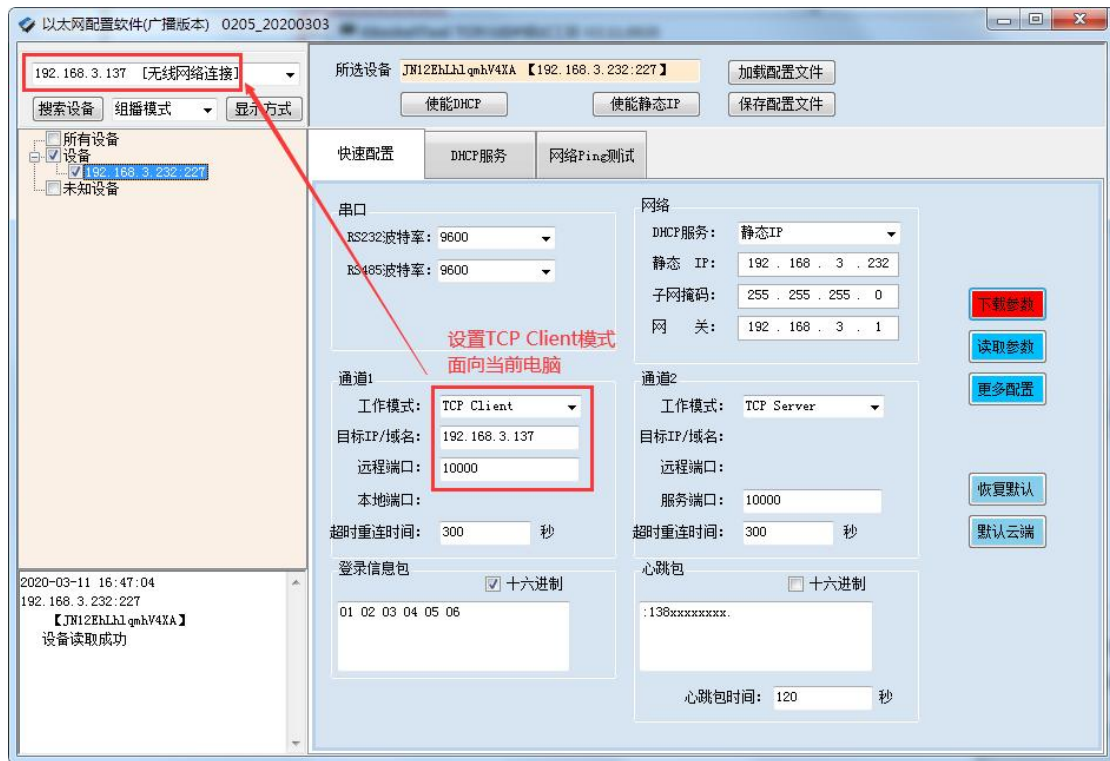 以太网配置软件(广播版本) 0205_20200303
192.168.3.137 [无线网络连接]
搜索设备 组播模式 显示方式
所有设备
设备
192.168.3.232:227
未知设备
所选设备 JN12EhLhlqmhV4XA 【192.168.3.232:227】 加载配置文件
使能DHCP 使能静态IP 保存配置文件
快速配置 DHCP服务 网络Ping测试
串口
RS232波特率: 9600
RS485波特率: 9600
网络
DHCP服务: 静态IP
静态 IP: 192 . 168 . 3 . 232
子网掩码: 255 . 255 . 255 . 0
网 关: 192 . 168 . 3 . 1
设置TCP Client模式
面向当前电脑
通道1
工作模式: TCP Client
目标IP/域名: 192.168.3.137
远程端口: 10000
本地端口:
超时重连时间: 300 秒
通道2
工作模式: TCP Server
目标IP/域名:
远程端口:
服务端口: 10000
超时重连时间: 300 秒
登录信息包
十六进制
01 02 03 04 05 06
心跳包
十六进制
:138xxxxxxxx.
心跳包时间: 120 秒
下载参数
读取参数
更多配置
恢复默认
默认云端
2020-03-11 16:47:04
192.168.3.232:227
【JN12EhLhlqmhV4XA】
设备读取成功